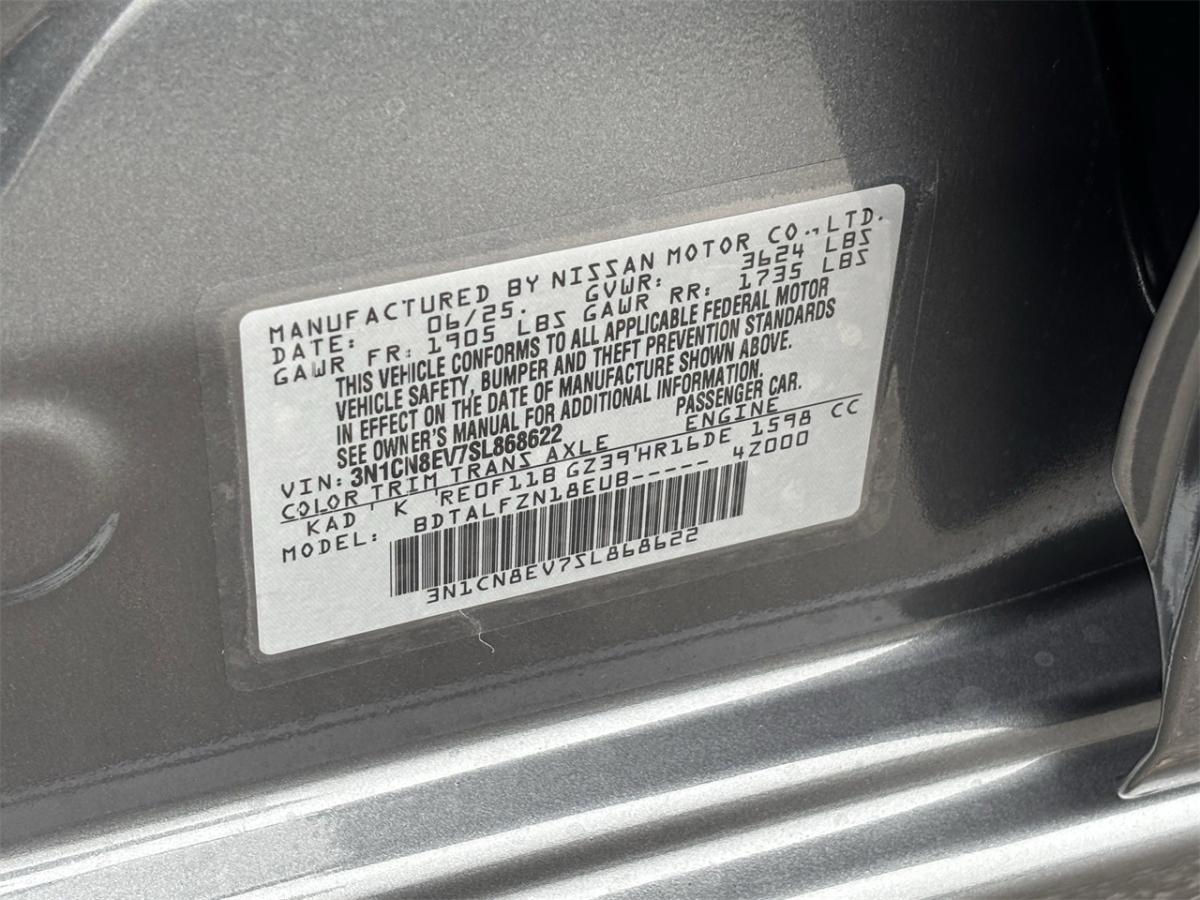 MANUFACTURED BY NISSAN MOTOR CO.,LTD.
DATE: 06/25. GVWR: 3624 LBS
GAWR FR: 1905 LBS GAWR RR: 1735 LBS
THIS VEHICLE CONFORMS TO ALL APPLICABLE FEDERAL MOTOR
VEHICLE SAFETY, BUMPER AND THEFT PREVENTION STANDARDS
IN EFFECT ON THE DATE OF MANUFACTURE SHOWN ABOVE.
SEE OWNER'S MANUAL FOR ADDITIONAL INFORMATION.
VIN: 3N1CN8EV7SL868622 PASSENGER CAR.
COLOR TRIM TRANS AXLE ENGINE
KAD ' K 'RE0F11B GZ39'HR16DE 1598 CC
MODEL: BDTALFZN18EUB----- 4Z000
3N1CN8EV7SL868622